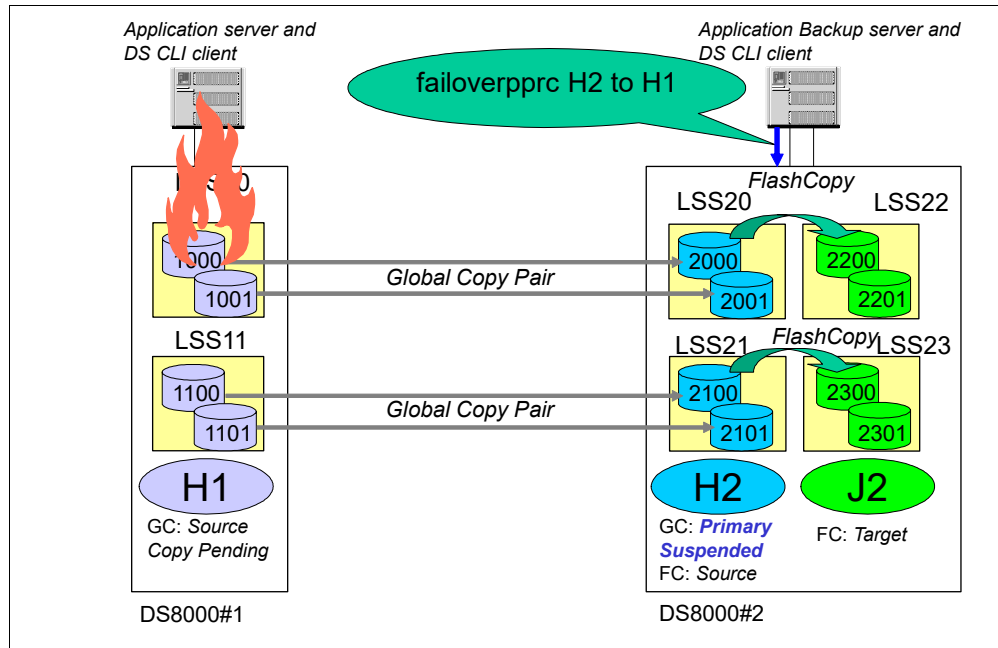 Application server and
DS CLI client
Application Backup server and
DS CLI client
failoverpprc H2 to H1
FlashCopy
LSS20
LSS22
1000
1001
Global Copy Pair
2000
2001
2200
2201
LSS11
LSS21
FlashCopy
LSS23
1100
1101
Global Copy Pair
2100
2101
2300
2301
H1
H2
J2
GC: Source
Copy Pending
GC: Primary
Suspended
FC: Source
FC: Target
DS8000#1
DS8000#2